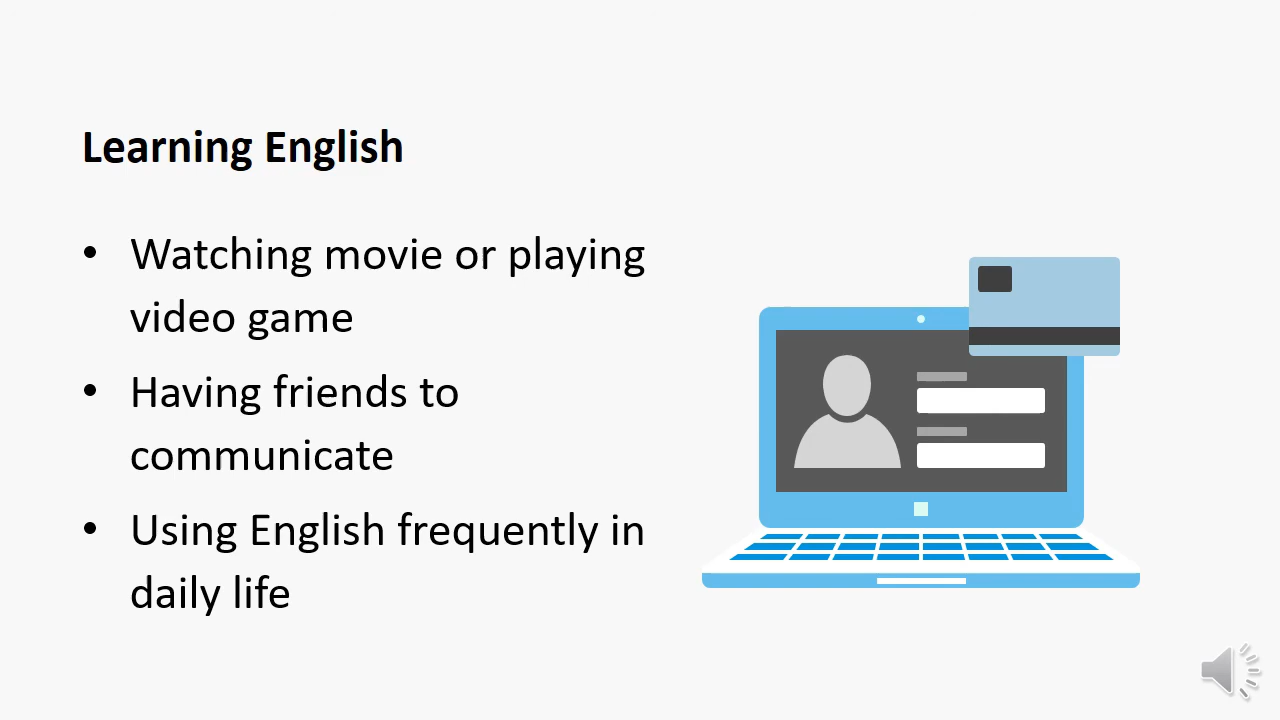 Learning English
• Watching movie or playing
video game
• Having friends to
communicate
• Using English frequently in
daily life